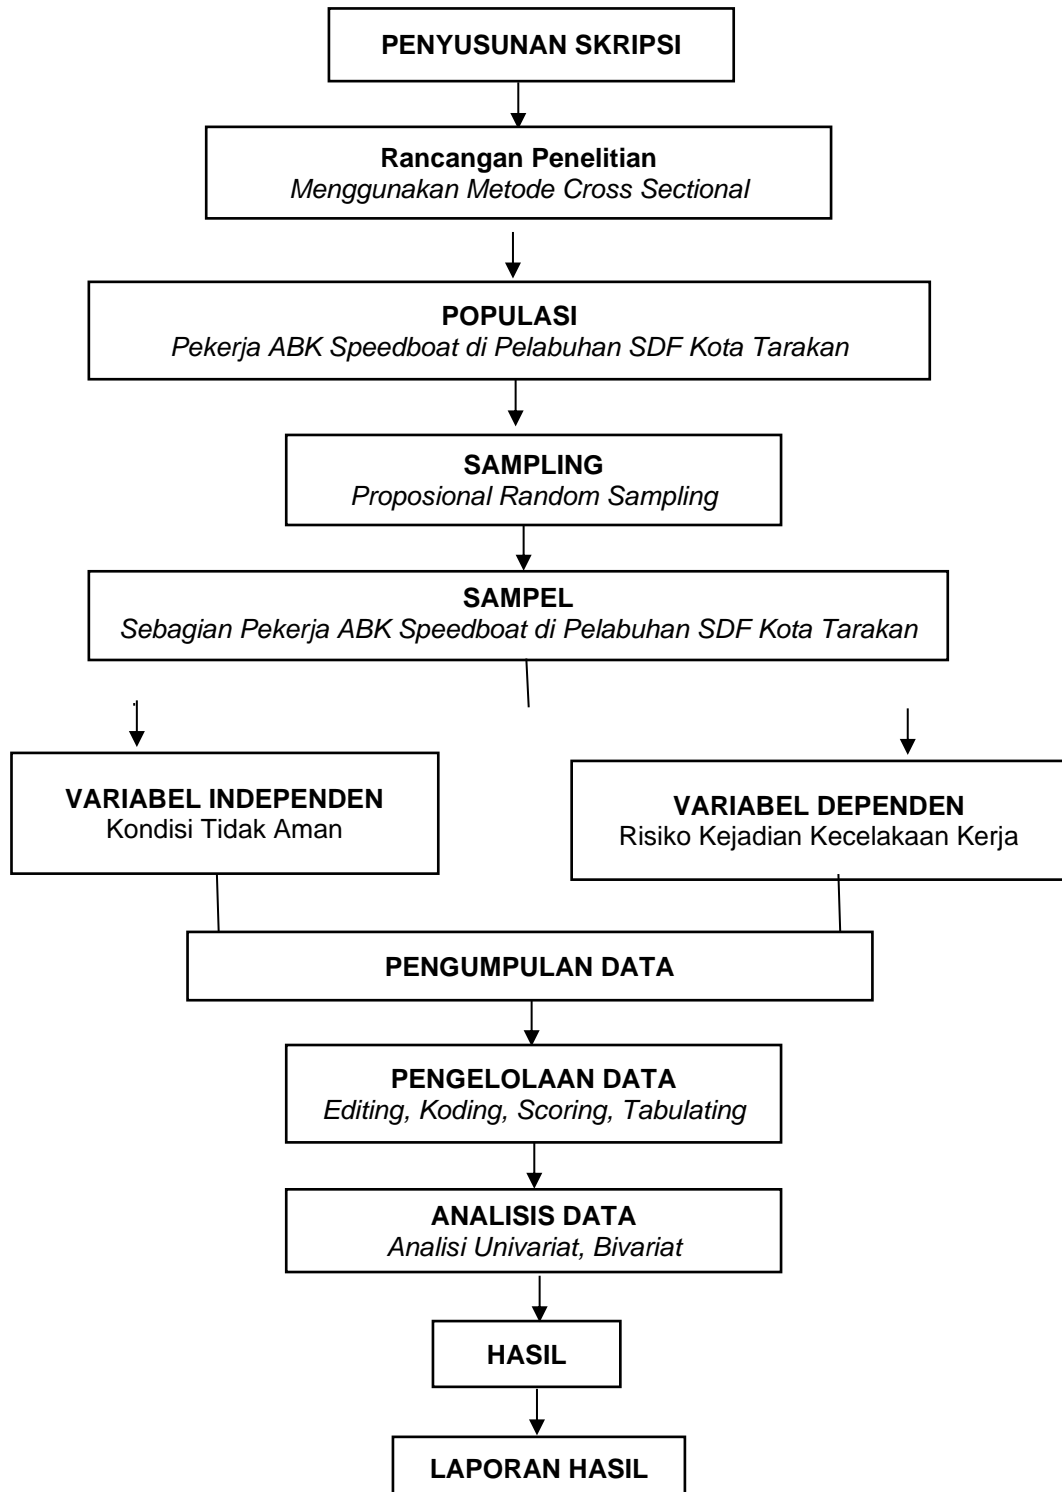 PENYUSUNAN SKRIPSI
Rancangan Penelitian
Menggunakan Metode Cross Sectional
POPULASI
Pekerja ABK Speedboat di Pelabuhan SDF Kota Tarakan
SAMPLING
Proposional Random Sampling
SAMPEL
Sebagian Pekerja ABK Speedboat di Pelabuhan SDF Kota Tarakan
VARIABEL INDEPENDEN
Kondisi Tidak Aman
VARIABEL DEPENDEN
Risiko Kejadian Kecelakaan Kerja
PENGUMPULAN DATA
PENGELOLAAN DATA
Editing, Koding, Scoring, Tabulating
ANALISIS DATA
Analisi Univariat, Bivariat
HASIL
LAPORAN HASIL